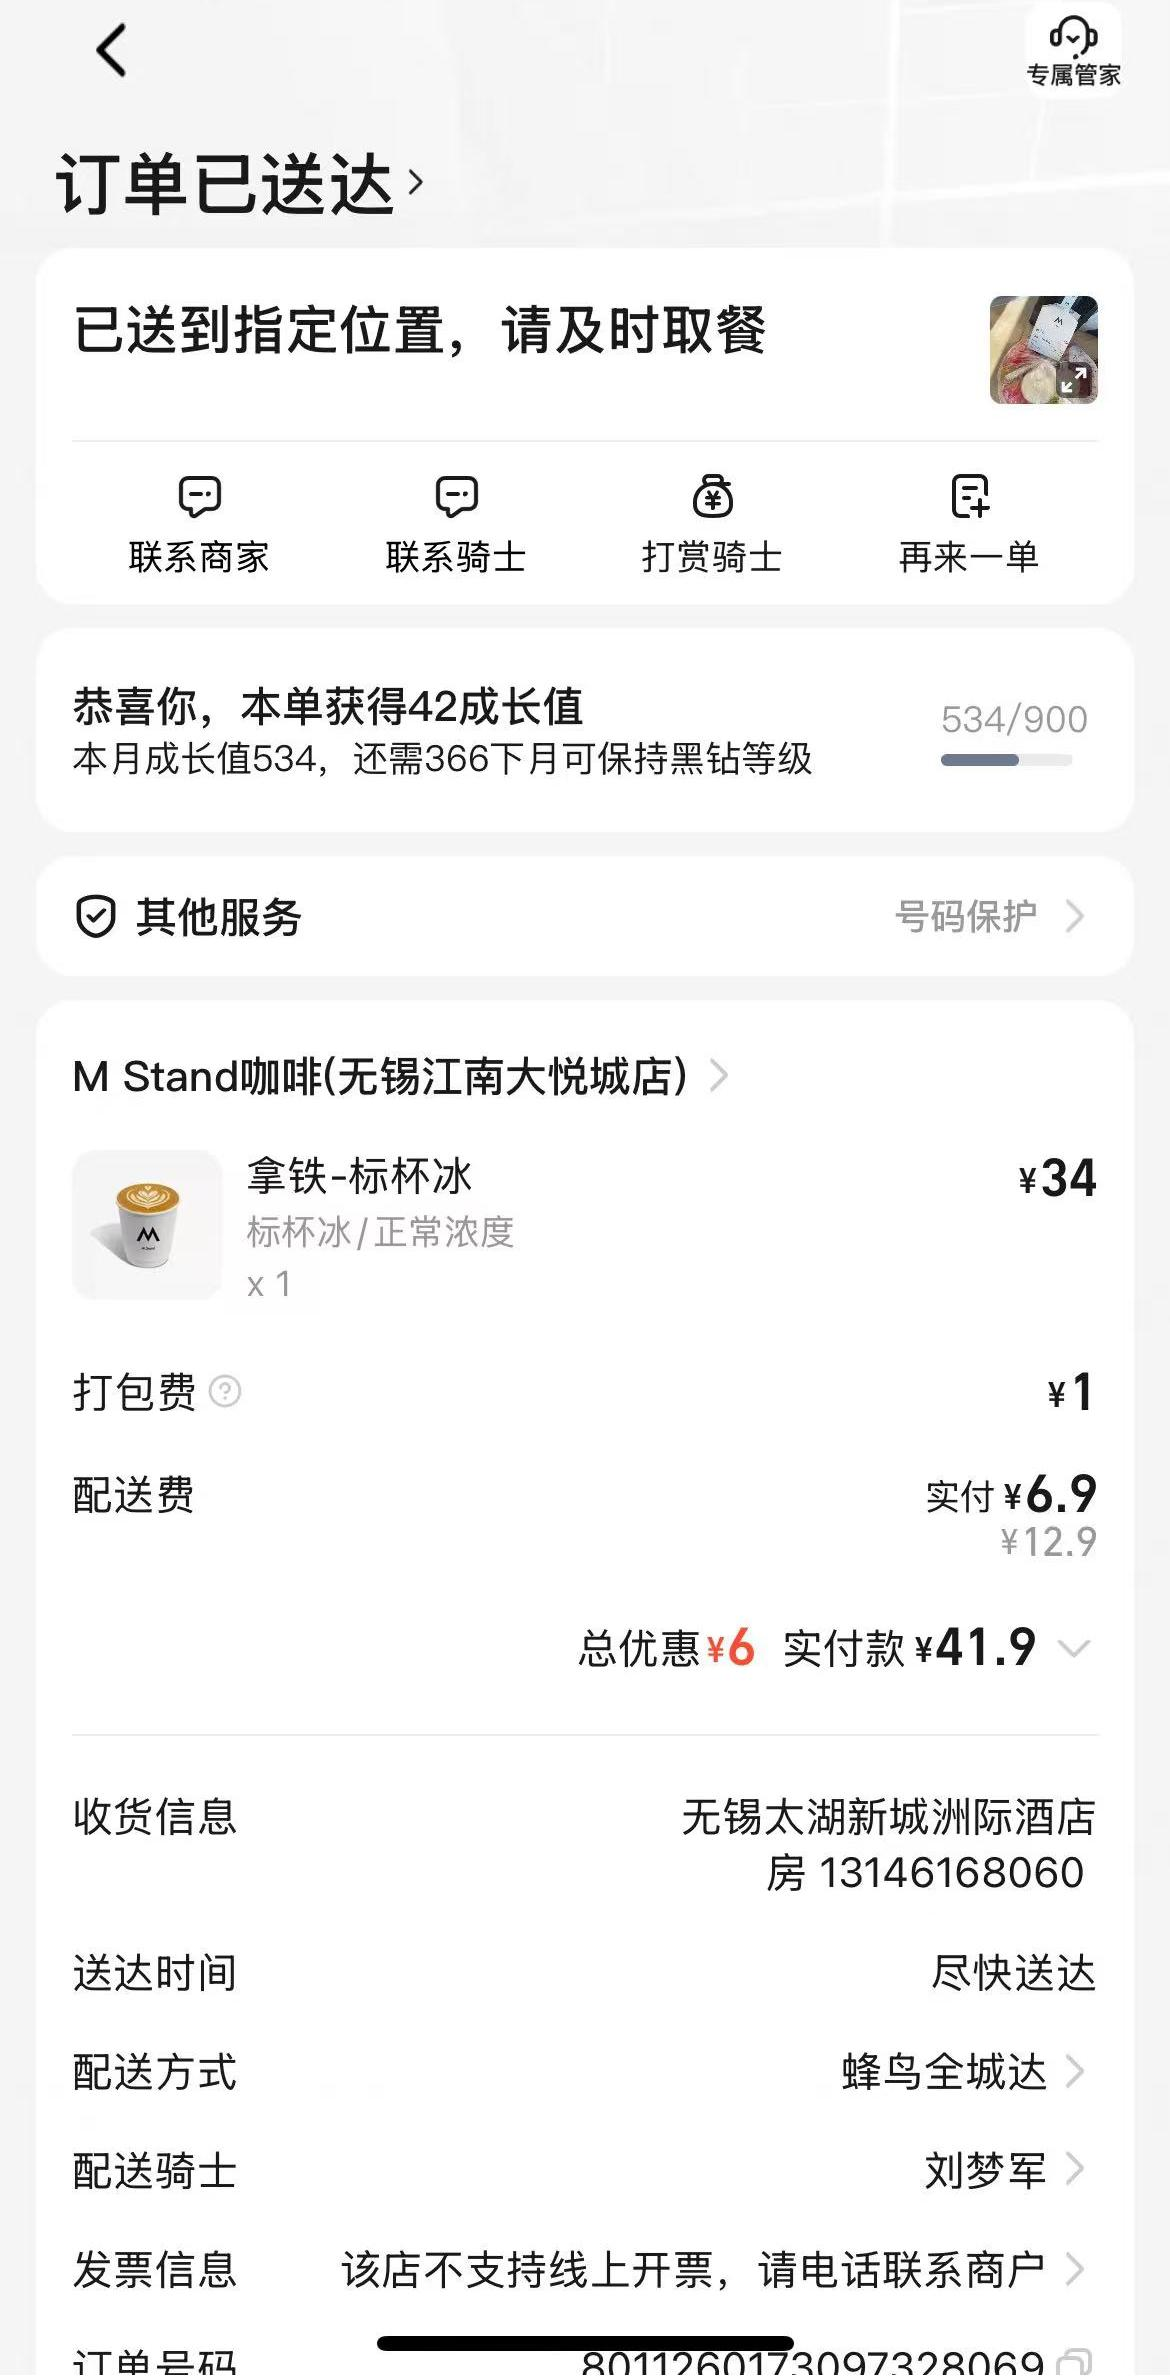 专属管家
订单已送达
已送到指定位置，请及时取餐
联系商家 联系骑士 打赏骑士 再来一单
恭喜你，本单获得42成长值
534/900
本月成长值534，还需366下月可保持黑钻等级
其他服务 号码保护
M Stand咖啡(无锡江南大悦城店)
拿铁-标杯冰 ¥34
标杯冰/正常浓度
x 1
打包费 ¥1
配送费 实付 ¥6.9
¥12.9
总优惠¥6 实付款 ¥41.9
收货信息 无锡太湖新城洲际酒店
房 13146168060
送达时间 尽快送达
配送方式 蜂鸟全城达
配送骑士 刘梦军
发票信息 该店不支持线上开票，请电话联系商户
订单号码 8011260173097328069